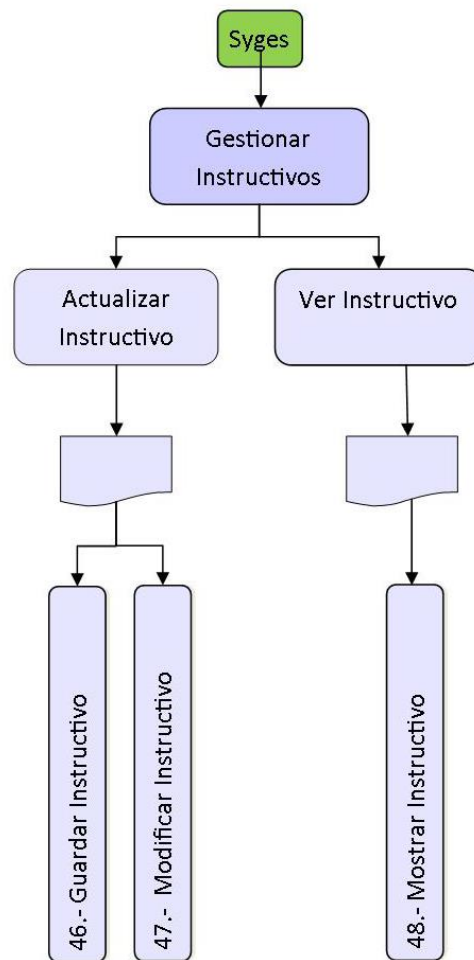 Syges
Gestionar
Instructivos
Actualizar
Instructivo
Ver Instructivo
46.- Guardar Instructivo
47.- Modificar Instructivo
48.- Mostrar Instructivo